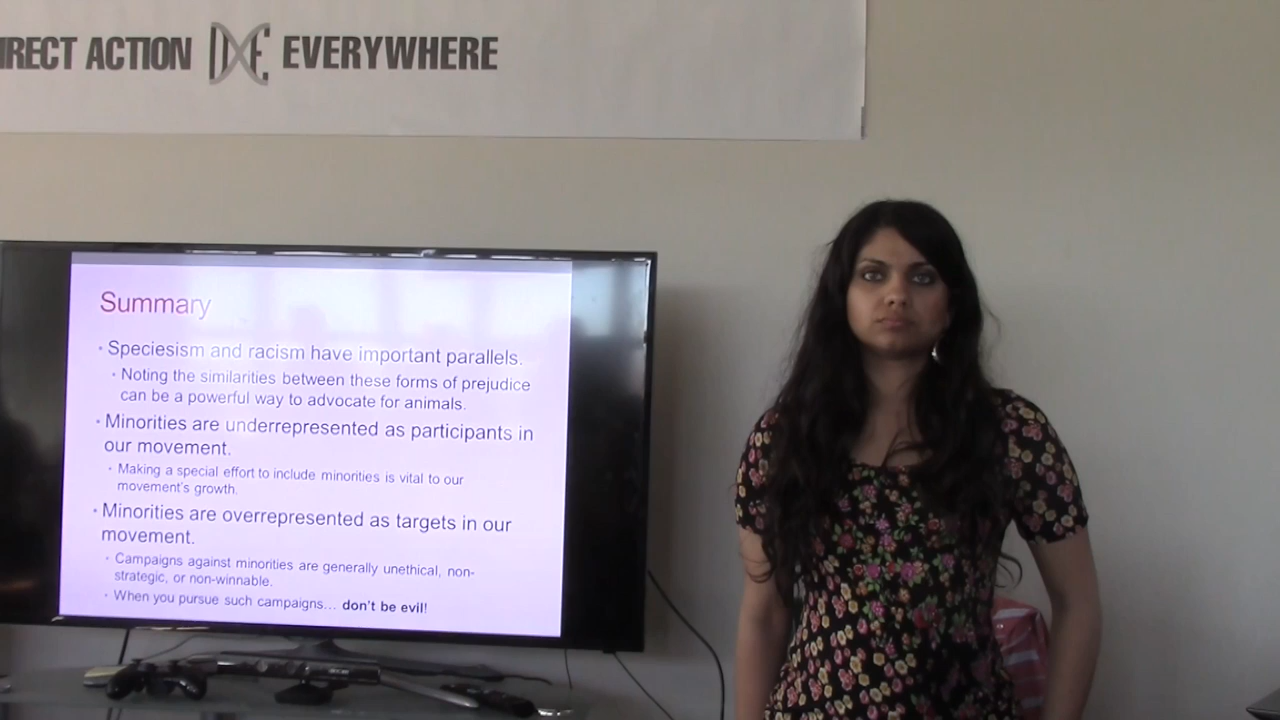 IRECT ACTION DXE EVERYWHERE
Summary
• Speciesism and racism have important parallels.
• Noting the similarities between these forms of prejudice
can be a powerful way to advocate for animals.
• Minorities are underrepresented as participants in
our movement.
• Making a special effort to include minorities is vital to our
movement's growth.
• Minorities are overrepresented as targets in our
movement.
• Campaigns against minorities are generally unethical, non-
strategic, or non-winnable.
• When you pursue such campaigns... don't be evil!